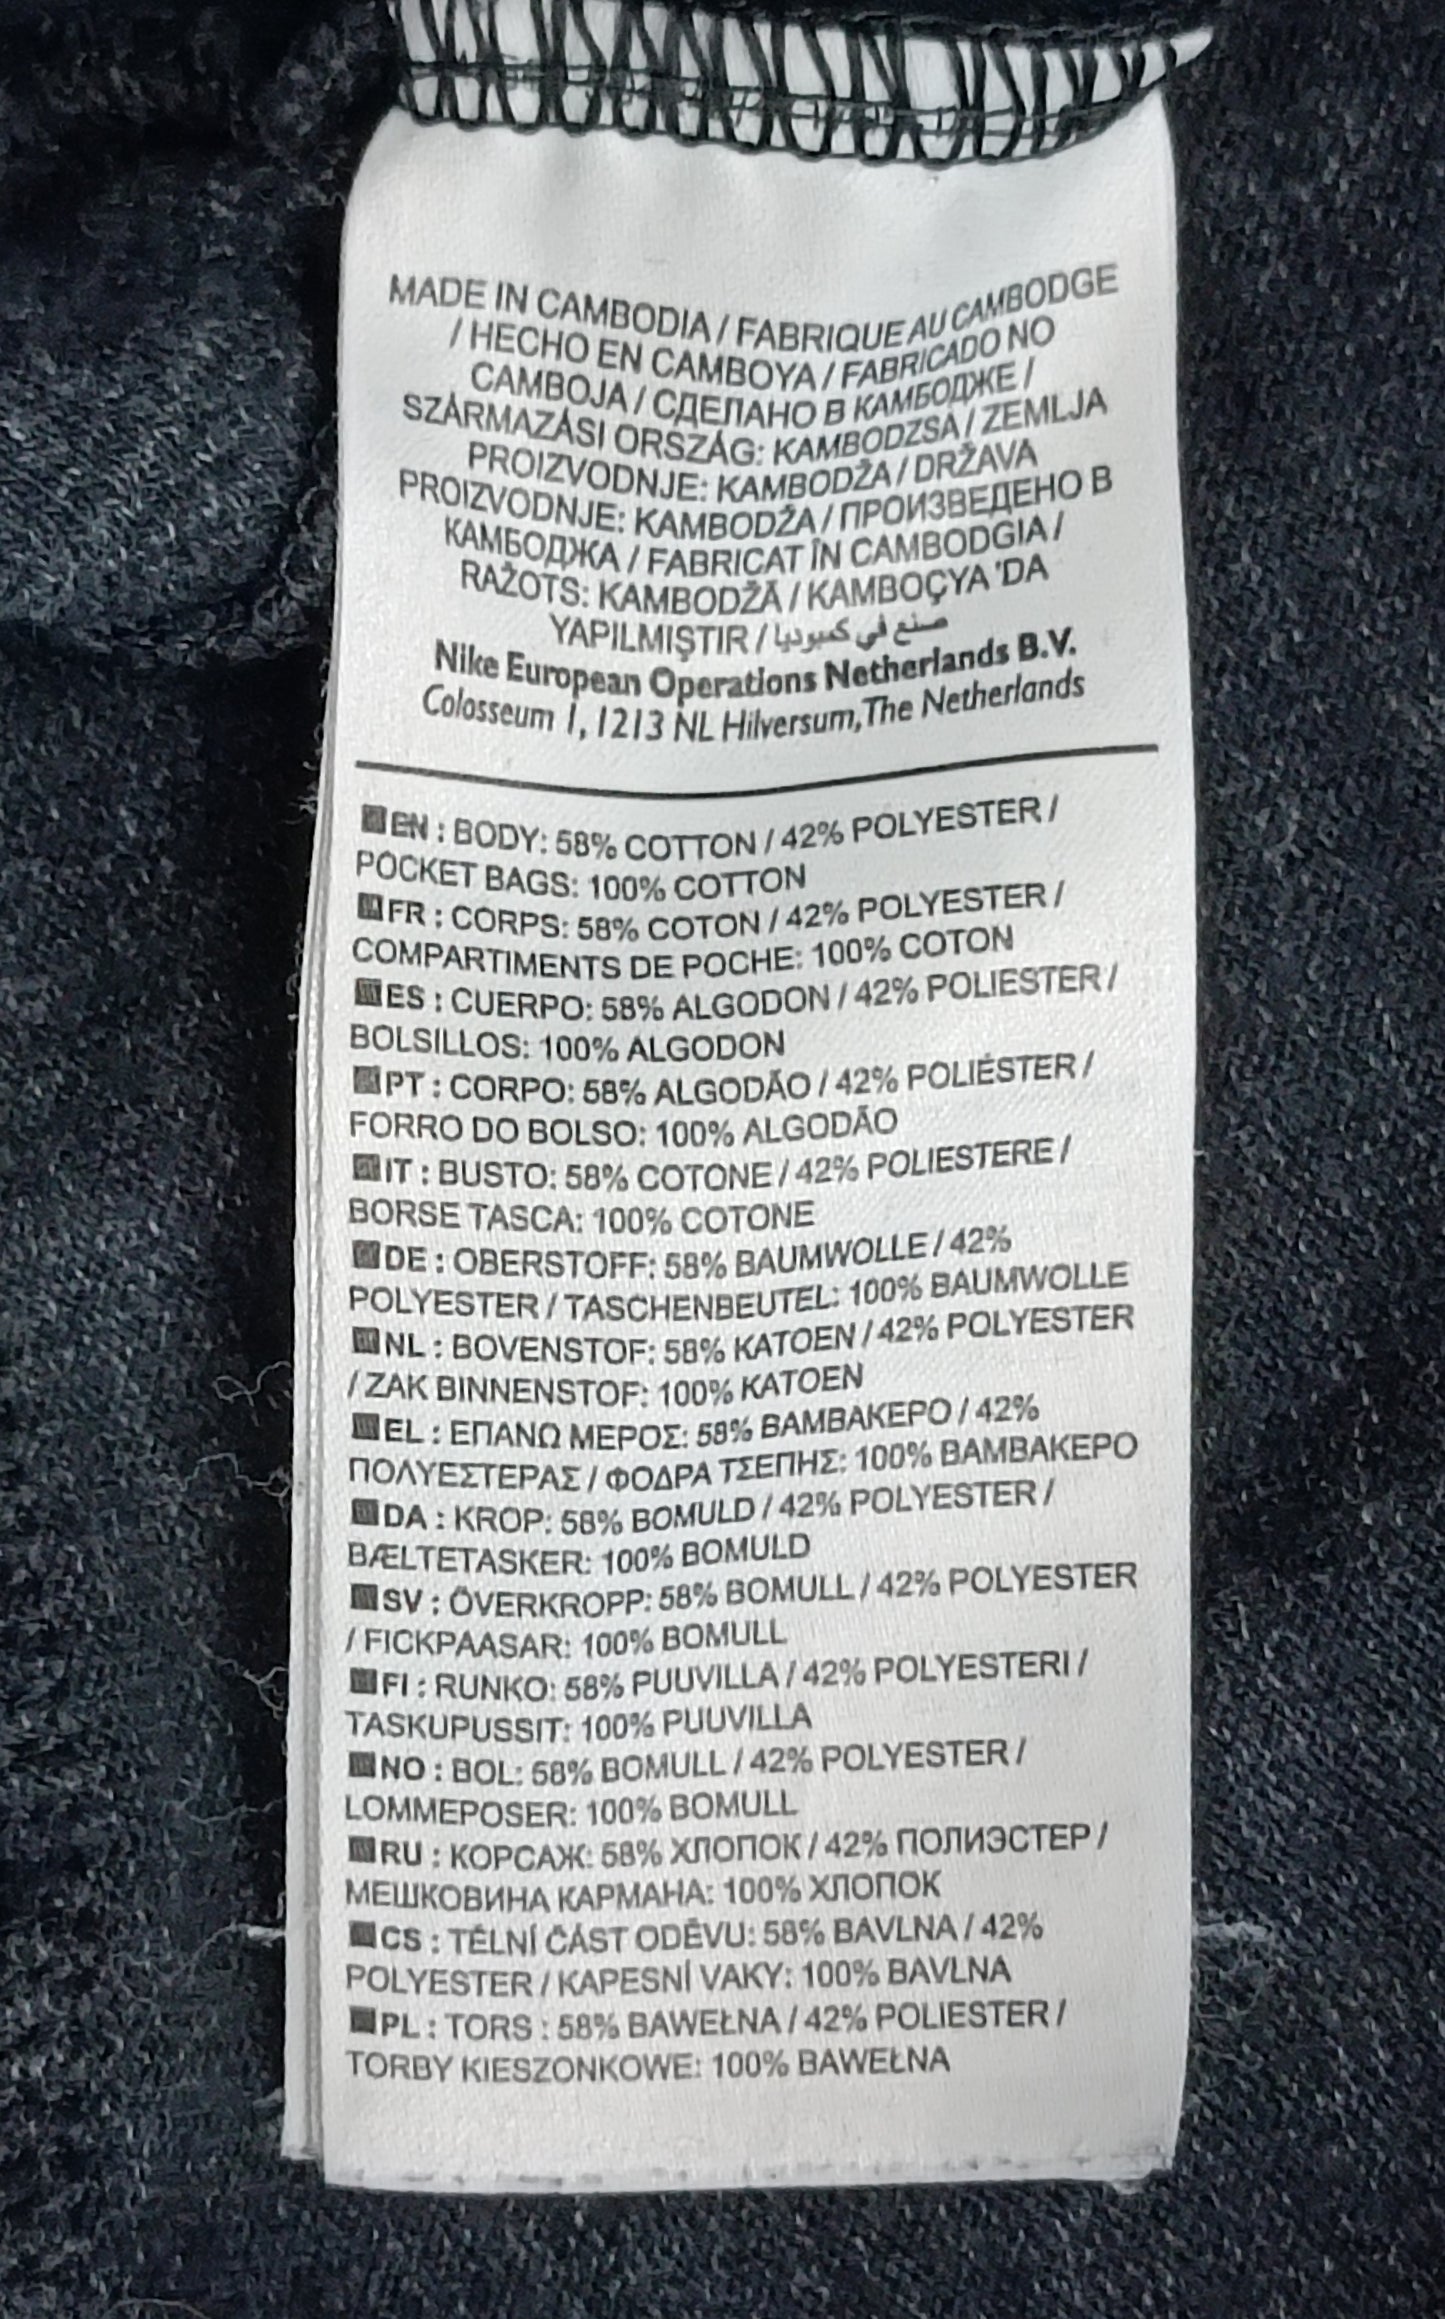 MADE IN CAMBODIA / FABRIQUE AU CAMBODGE
/ HECHO EN CAMBOYA / FABRICADO NO
CAMBOJA / СДЕЛАНО В КАМБОДЖЕ /
SZÁRMAZÁSI ORSZÁG: KAMBODZSA / ZEMLJA
PROIZVODNJE: KAMBODŽA / DRŽAVA
PROIZVODNJE: KAMBODŽA / ПРОИЗВЕДЕНО В
КАМБОДЖА / FABRICAT ÎN CAMBODGIA /
RAŽOTS: KAMBODŽĀ / KAMBOÇYA 'DA
YAPILMIŞTIR / صنع في كمبوديا
Nike European Operations Netherlands B.V.
Colosseum 1, 1213 NL Hilversum, The Netherlands
EN : BODY: 58% COTTON / 42% POLYESTER /
POCKET BAGS: 100% COTTON
FR : CORPS: 58% COTON / 42% POLYESTER /
COMPARTIMENTS DE POCHE: 100% COTON
ES : CUERPO: 58% ALGODON / 42% POLIESTER /
BOLSILLOS: 100% ALGODON
PT : CORPO: 58% ALGODÃO / 42% POLIÉSTER /
FORRO DO BOLSO: 100% ALGODÃO
IT : BUSTO: 58% COTONE / 42% POLIESTERE /
BORSE TASCA: 100% COTONE
DE : OBERSTOFF: 58% BAUMWOLLE / 42%
POLYESTER / TASCHENBEUTEL: 100% BAUMWOLLE
NL : BOVENSTOF: 58% KATOEN / 42% POLYESTER
/ ZAK BINNENSTOF: 100% KATOEN
EL : ΕΠΑΝΩ ΜΕΡΟΣ: 58% ΒΑΜΒΑΚΕΡΟ / 42%
ΠΟΛΥΕΣΤΕΡΑΣ / ΦΟΔΡΑ ΤΣΕΠΗΣ: 100% ΒΑΜΒΑΚΕΡΟ
DA : KROP: 58% BOMULD / 42% POLYESTER /
BÆLTETASKER: 100% BOMULD
SV : ÖVERKROPP: 58% BOMULL / 42% POLYESTER
/ FICKPAASAR: 100% BOMULL
FI : RUNKO: 58% PUUVILLA / 42% POLYESTERI /
TASKUPUSSIT: 100% PUUVILLA
NO : BOL: 58% BOMULL / 42% POLYESTER /
LOMMEPOSER: 100% BOMULL
RU : КОРСАЖ: 58% ХЛОПОК / 42% ПОЛИЭСТЕР /
МЕШКОВИНА КАРМАНА: 100% ХЛОПОК
CS : TĚLNÍ ČÁST ODĚVU: 58% BAVLNA / 42%
POLYESTER / KAPESNÍ VAKY: 100% BAVLNA
PL : TORS : 58% BAWEŁNA / 42% POLIESTER /
TORBY KIESZONKOWE: 100% BAWEŁNA